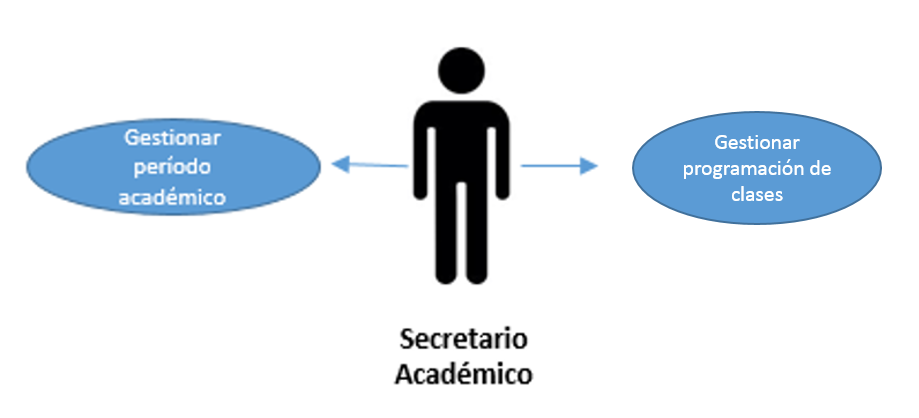 Gestionar
período
académico
Gestionar
programación de
clases
Secretario
Académico